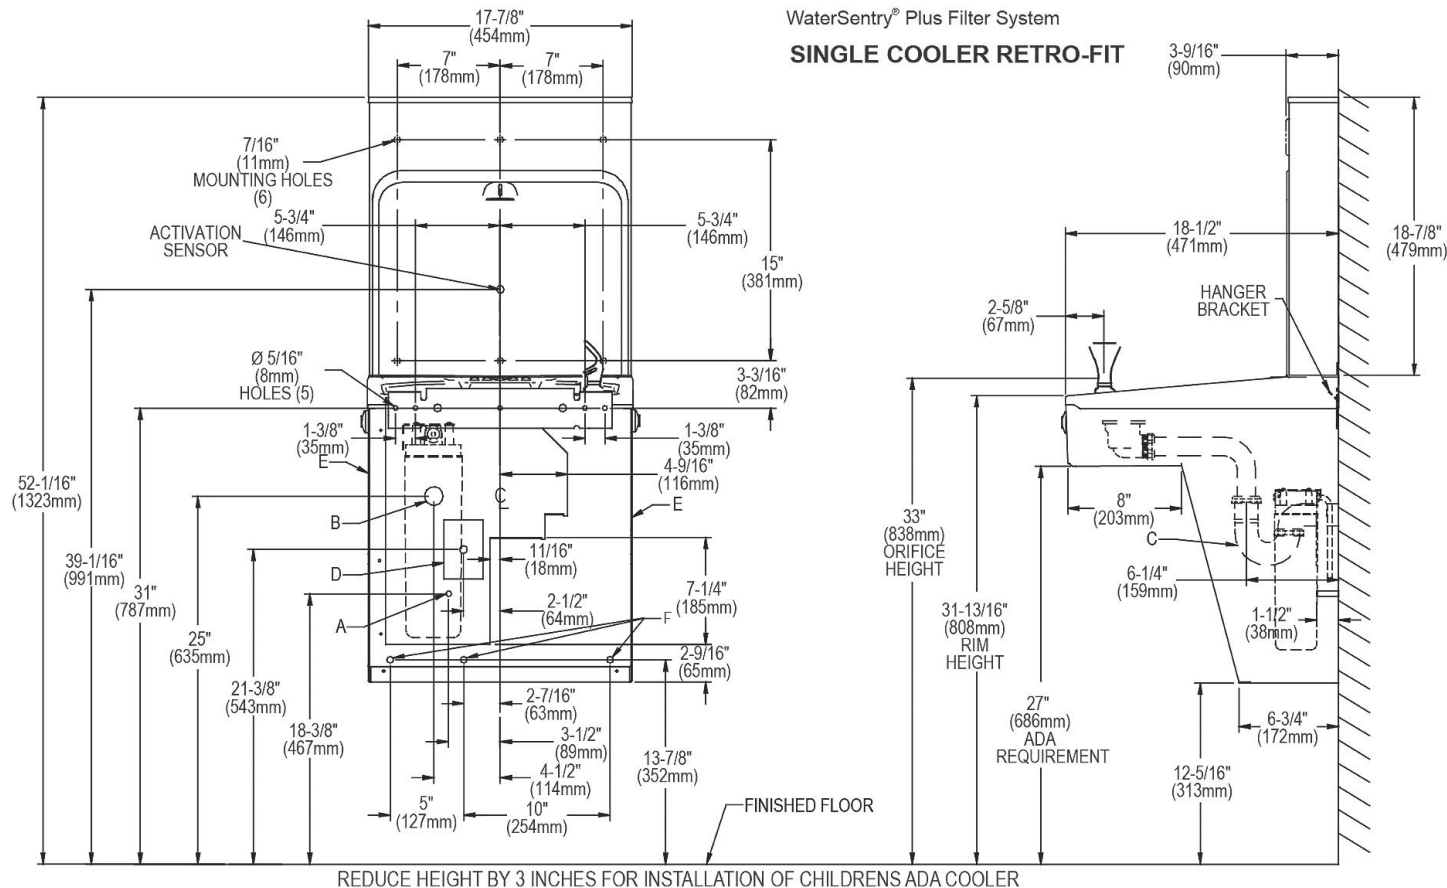 WaterSentry® Plus Filter System
SINGLE COOLER RETRO-FIT
17-7/8"
(454mm)
7"
(178mm)
7"
(178mm)
7/16"
(11mm)
MOUNTING HOLES
(6)
5-3/4"
(146mm)
5-3/4"
(146mm)
ACTIVATION
SENSOR
15"
(381mm)
Ø 5/16"
(8mm)
HOLES (5)
3-3/16"
(82mm)
1-3/8"
(35mm)
1-3/8"
(35mm)
E
4-9/16"
(116mm)
52-1/16"
(1323mm)
B
C
E
39-1/16"
(991mm)
31"
(787mm)
D
11/16"
(18mm)
7-1/4"
(185mm)
2-1/2"
(64mm)
A
F
25"
(635mm)
2-9/16"
(65mm)
21-3/8"
(543mm)
2-7/16"
(63mm)
18-3/8"
(467mm)
3-1/2"
(89mm)
13-7/8"
(352mm)
4-1/2"
(114mm)
5"
(127mm)
10"
(254mm)
FINISHED FLOOR
3-9/16"
(90mm)
18-1/2"
(471mm)
18-7/8"
(479mm)
HANGER
BRACKET
2-5/8"
(67mm)
8"
(203mm)
33"
(838mm)
ORIFICE
HEIGHT
C
6-1/4"
(159mm)
31-13/16"
(808mm)
RIM
HEIGHT
1-1/2"
(38mm)
27"
(686mm)
ADA
REQUIREMENT
6-3/4"
(172mm)
12-5/16"
(313mm)
REDUCE HEIGHT BY 3 INCHES FOR INSTALLATION OF CHILDRENS ADA COOLER